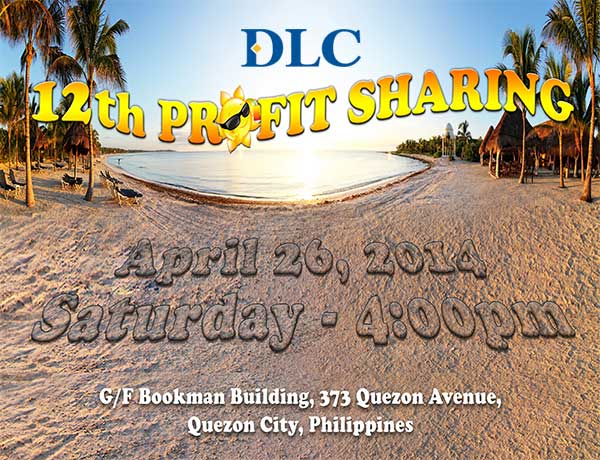 DLC
12th PROFIT SHARING
April 26, 2014
Saturday - 4:00pm
G/F Bookman Building, 373 Quezon Avenue,
Quezon City, Philippines